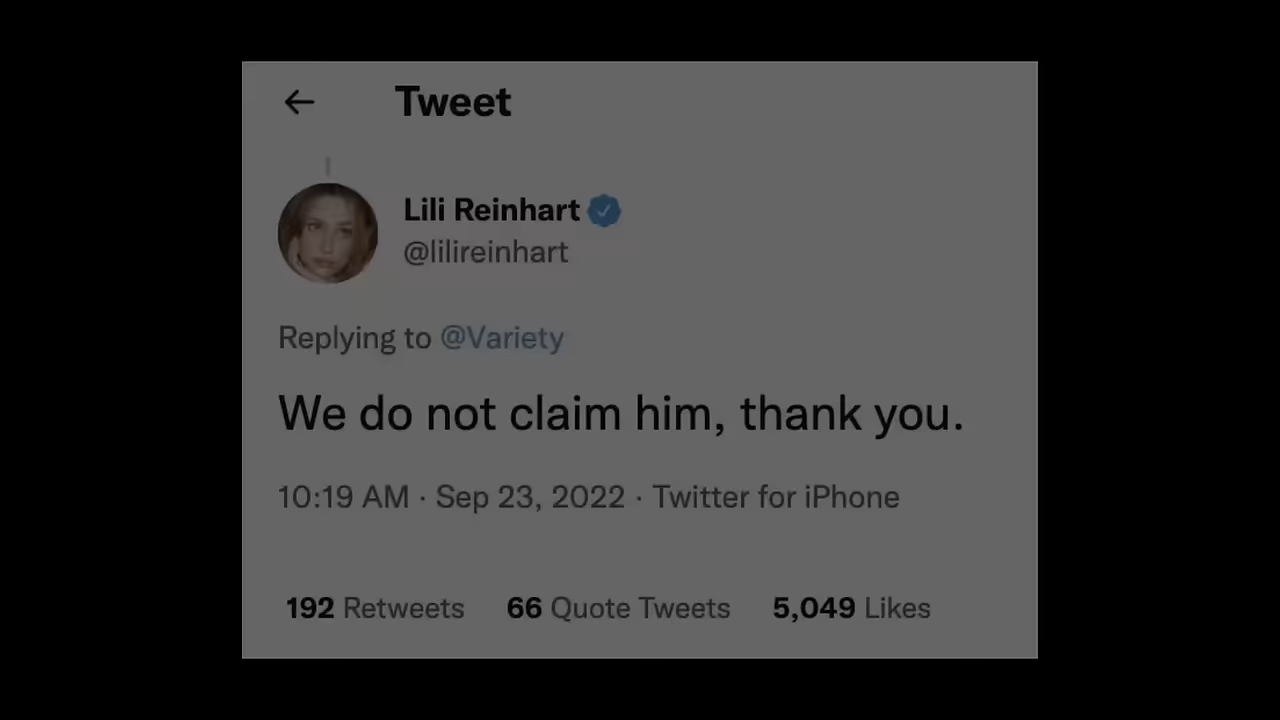 Tweet
Lili Reinhart
@lilireinhart
Replying to @Variety
We do not claim him, thank you.
10:19 AM · Sep 23, 2022 · Twitter for iPhone
192 Retweets 66 Quote Tweets 5,049 Likes